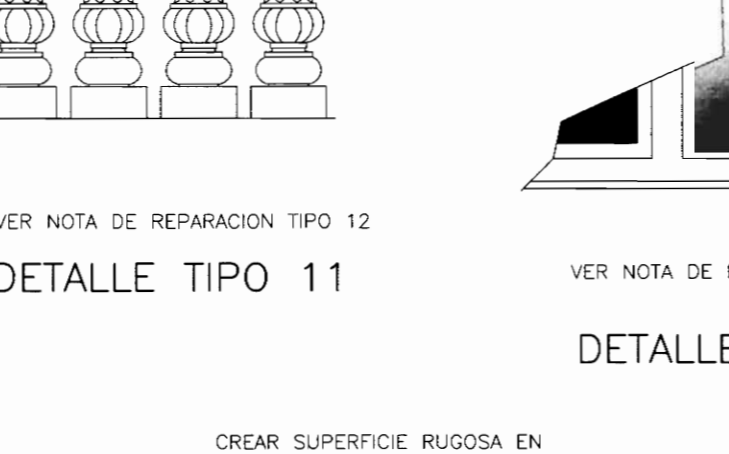 VER NOTA DE REPARACION TIPO 12
DETALLE TIPO 11
VER NOTA DE
DETALLE
CREAR SUPERFICIE RUGOSA EN